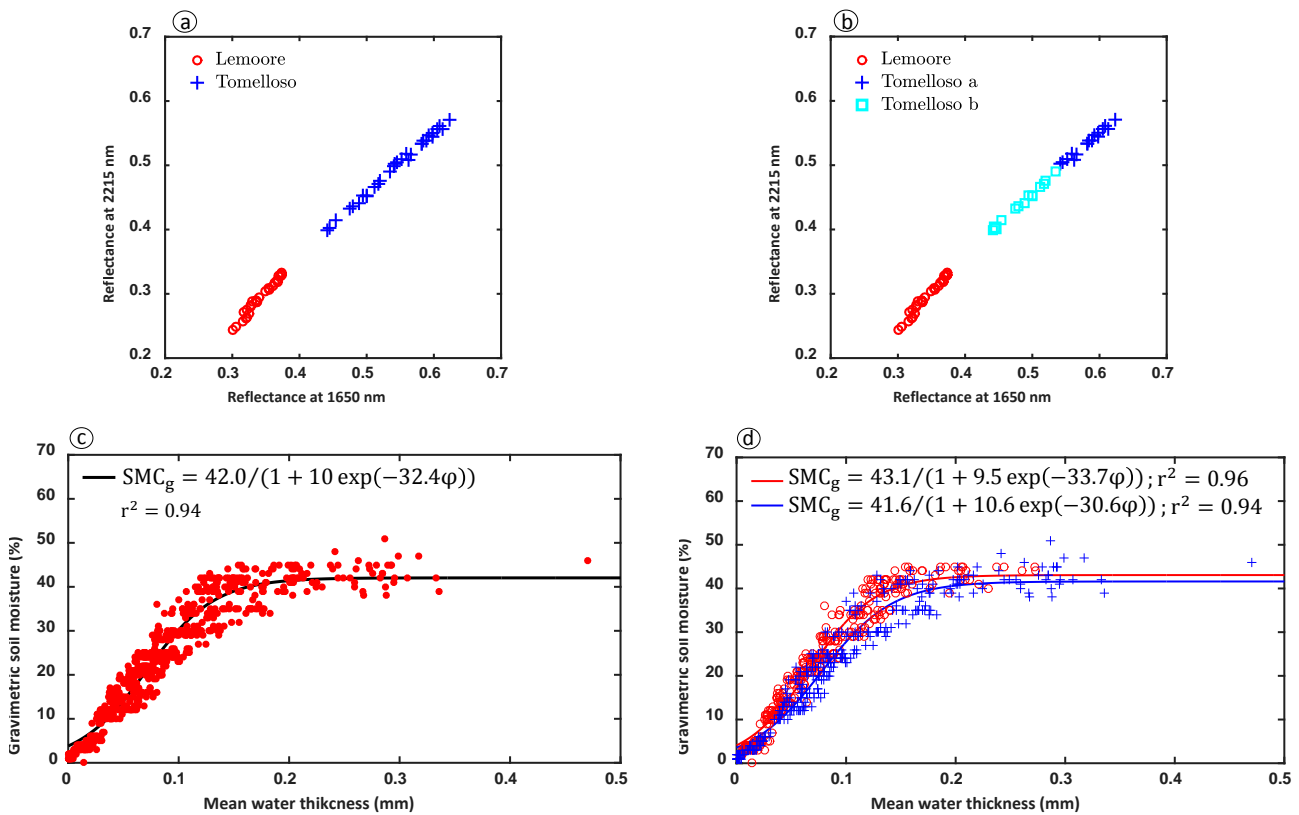 ⓐ
0.7
0.6
0.5
0.4
0.3
0.2
Reflectance at 2215 nm
Lemoore
Tomelloso
0.2 0.3 0.4 0.5 0.6 0.7
Reflectance at 1650 nm
ⓑ
0.7
0.6
0.5
0.4
0.3
0.2
Reflectance at 2215 nm
Lemoore
Tomelloso a
Tomelloso b
0.2 0.3 0.4 0.5 0.6 0.7
Reflectance at 1650 nm
ⓒ
70
60
50
40
30
20
10
0
Gravimetric soil moisture (%)
SMCg = 42.0/(1 + 10 exp(−32.4φ))
r² = 0.94
0 0.1 0.2 0.3 0.4 0.5
Mean water thikcness (mm)
ⓓ
70
60
50
40
30
20
10
0
Gravimetric soil moisture (%)
SMCg = 43.1/(1 + 9.5 exp(−33.7φ)) ; r² = 0.96
SMCg = 41.6/(1 + 10.6 exp(−30.6φ)) ; r² = 0.94
0 0.1 0.2 0.3 0.4 0.5
Mean water thickness (mm)